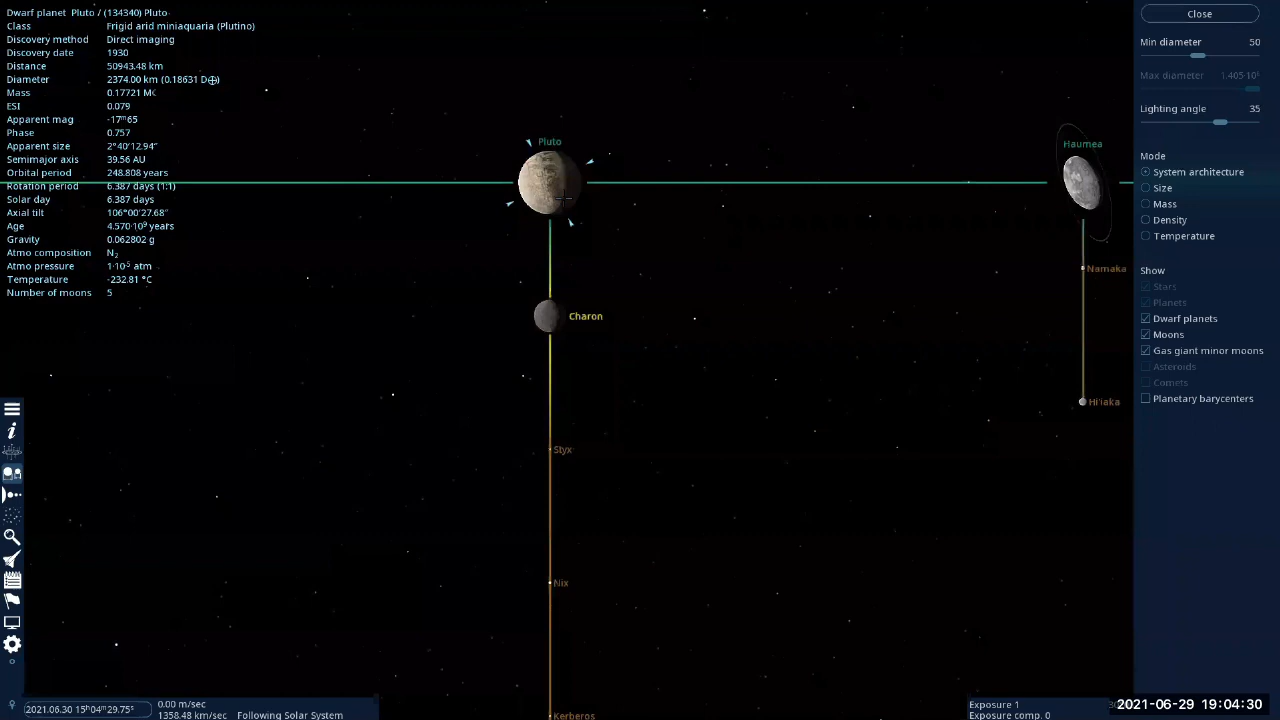 Dwarf planet Pluto / (134340) Pluto
Class Frigid arid miniaquaria (Plutino)
Discovery method Direct imaging
Discovery date 1930
Distance 50943.48 km
Diameter 2374.00 km (0.18631 D⊕)
Mass 0.17721 M☾
ESI 0.079
Apparent mag -17ᵐ65
Phase 0.757
Apparent size 2°40′12.94″
Semimajor axis 39.56 AU
Orbital period 248.808 years
Rotation period 6.387 days (1:1)
Solar day 6.387 days
Axial tilt 106°00′27.68″
Age 4.570·10⁹ years
Gravity 0.062802 g
Atmo composition N₂
Atmo pressure 1·10⁻⁵ atm
Temperature -232.81 °C
Number of moons 5
Pluto
Charon
Styx
Nix
Kerberos
Haumea
Namaka
Hi'iaka
Close
Min diameter 50
Max diameter 1.405·10⁶
Lighting angle 35
Mode
System architecture
Size
Mass
Density
Temperature
Show
Stars
Planets
Dwarf planets
Moons
Gas giant minor moons
Asteroids
Comets
Planetary barycenters
2021.06.30 15ʰ04ᵐ29.75ˢ
0.00 m/sec
1358.48 km/sec Following Solar System
Exposure 1
Exposure comp. 0
2021-06-29 19:04:30